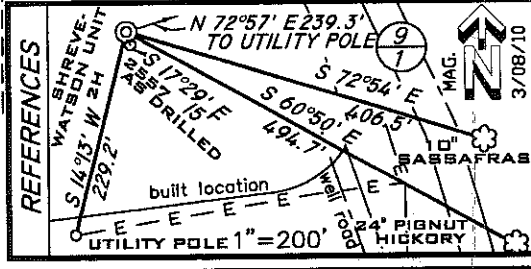 REFERENCES
N 72°57' E 239.3'
TO UTILITY POLE
9
1
MAG.
N
3/08/10
SHREVE-
WATSON UNIT
2H
S 17°29' E
2557.15'
AS DRILLED
S 14°13' W
229.2'
S 72°54' E
406.5'
S 60°50' E
494.7'
10"
SASSAFRAS
built location
E E E E E
well road
UTILITY POLE
1"=200'
24" PIGNUT
HICKORY